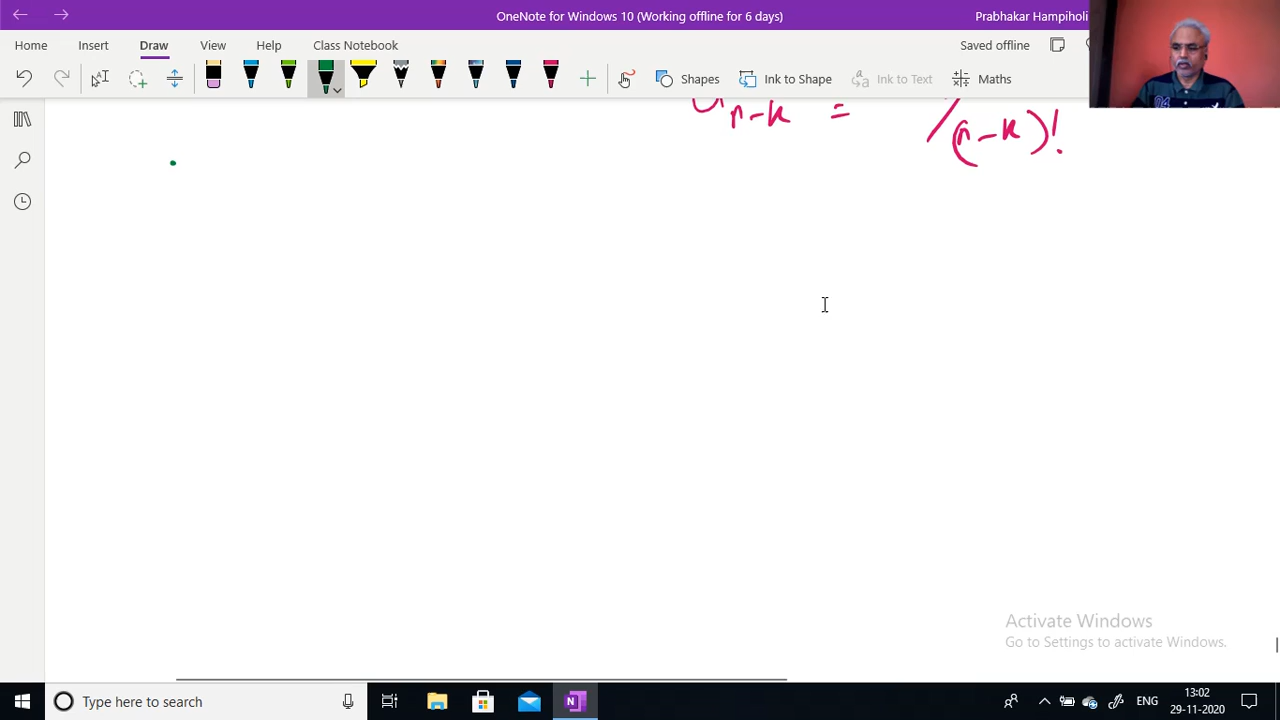 OneNote for Windows 10 (Working offline for 6 days)
Prabhakar Hampiholi
Home Insert Draw View Help Class Notebook
Saved offline
Shapes Ink to Shape Ink to Text Maths
n-k = /(n-k)!
Activate Windows
Go to Settings to activate Windows.
Type here to search
ENG
13:02
29-11-2020